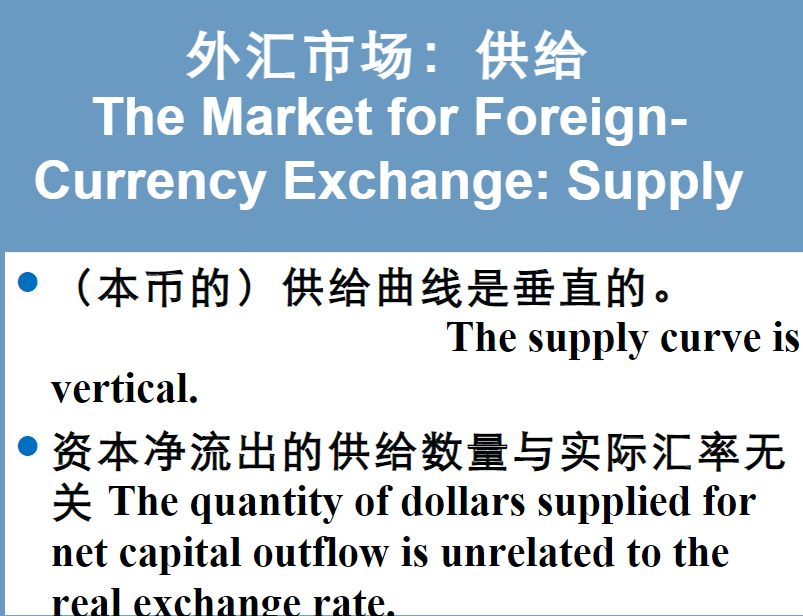 外汇市场：供给
The Market for Foreign-
Currency Exchange: Supply
（本币的）供给曲线是垂直的。
The supply curve is
vertical.
资本净流出的供给数量与实际汇率无
关 The quantity of dollars supplied for
net capital outflow is unrelated to the
real exchange rate.